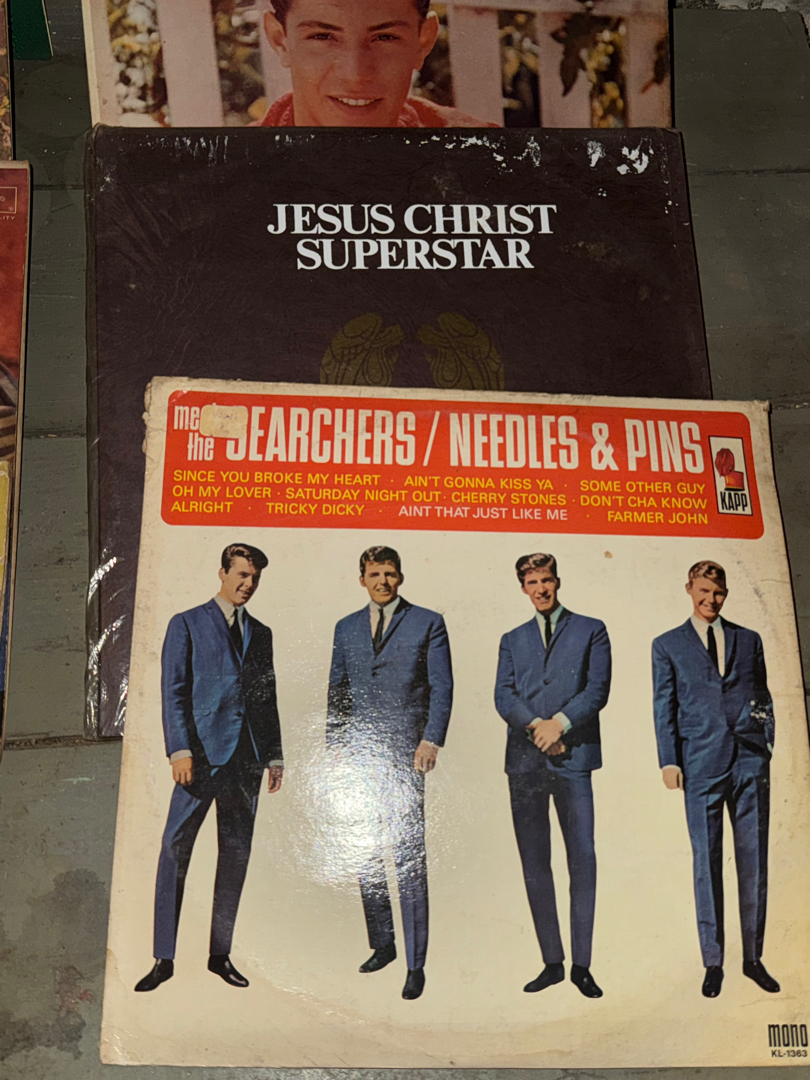 JESUS CHRIST
SUPERSTAR
the SEARCHERS / NEEDLES & PINS
SINCE YOU BROKE MY HEART · AIN'T GONNA KISS YA · SOME OTHER GUY
OH MY LOVER · SATURDAY NIGHT OUT · CHERRY STONES · DON'T CHA KNOW
ALRIGHT · TRICKY DICKY · AINT THAT JUST LIKE ME · FARMER JOHN
KAPP
mono
KL-1363